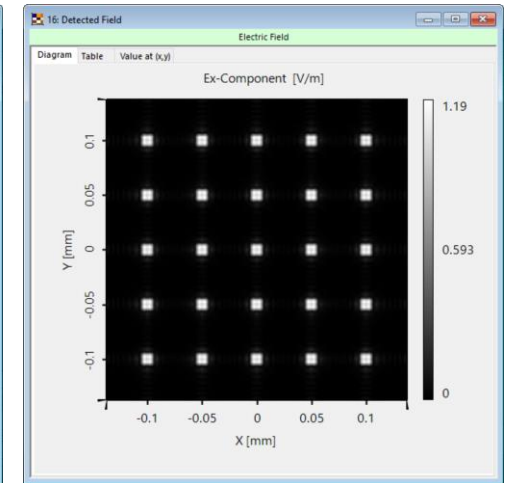 16: Detected Field
Electric Field
Diagram Table Value at (x,y)
Ex-Component [V/m]
1.19
0.593
0
Y [mm]
0.1
0.05
0
-0.05
-0.1
-0.1 -0.05 0 0.05 0.1
X [mm]